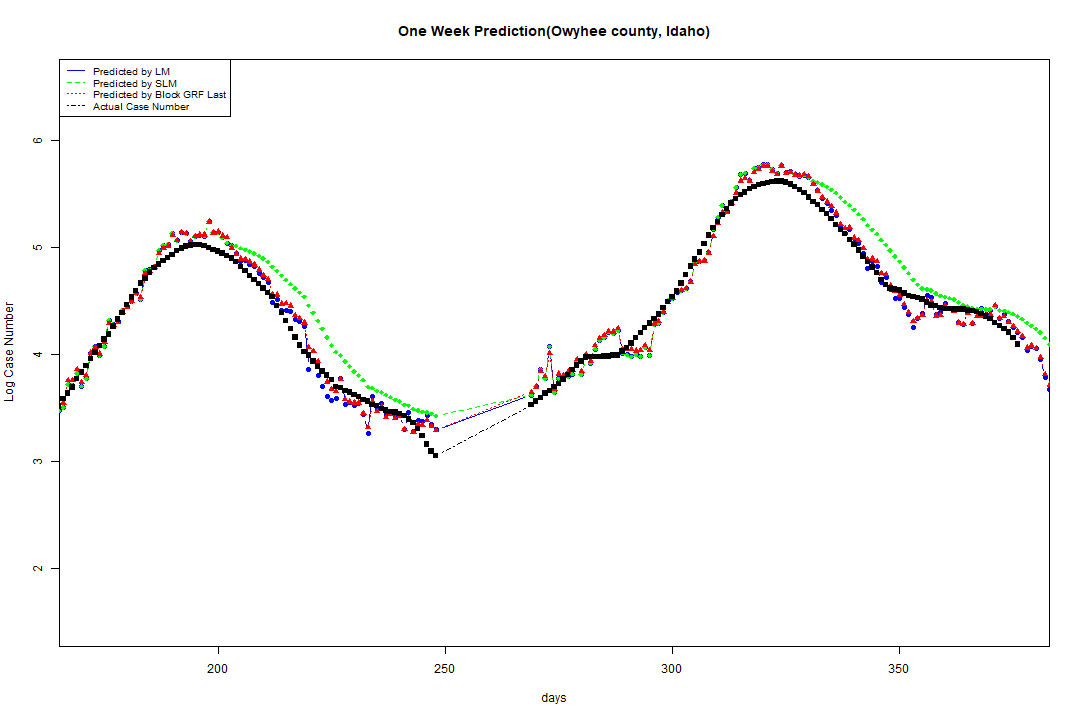 One Week Prediction(Owyhee county, Idaho)
Predicted by LM
Predicted by SLM
Predicted by Block GRF Last
Actual Case Number
6
5
4
3
2
Log Case Number
200
250
300
350
days